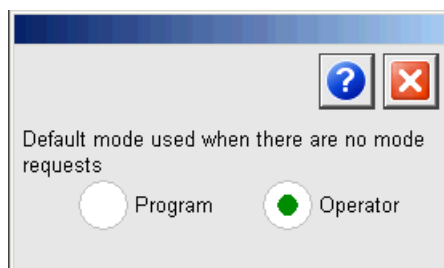 ?
Default mode used when there are no mode
requests
Program Operator